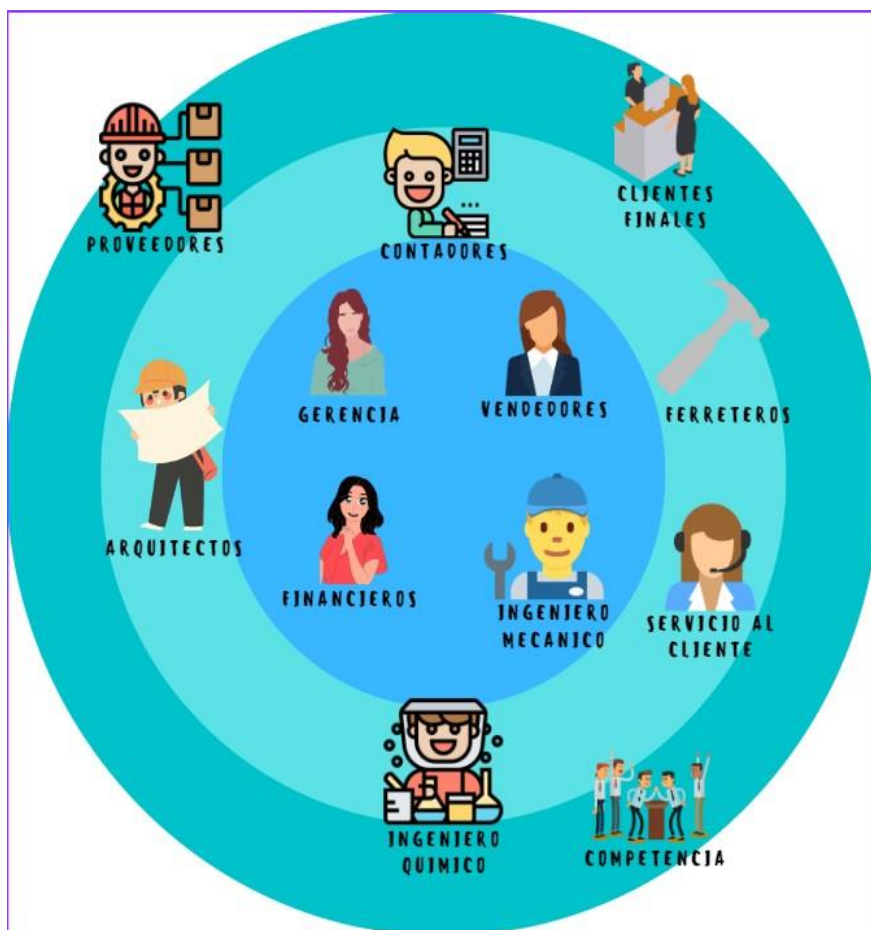 PROVEEDORES
CONTADORES
CLIENTES
FINALES
GERENCIA
VENDEDORES
FERRETEROS
ARQUITECTOS
FINANCIEROS
INGENIERO
MECANICO
SERVICIO AL
CLIENTE
INGENIERO
QUIMICO
COMPETENCIA